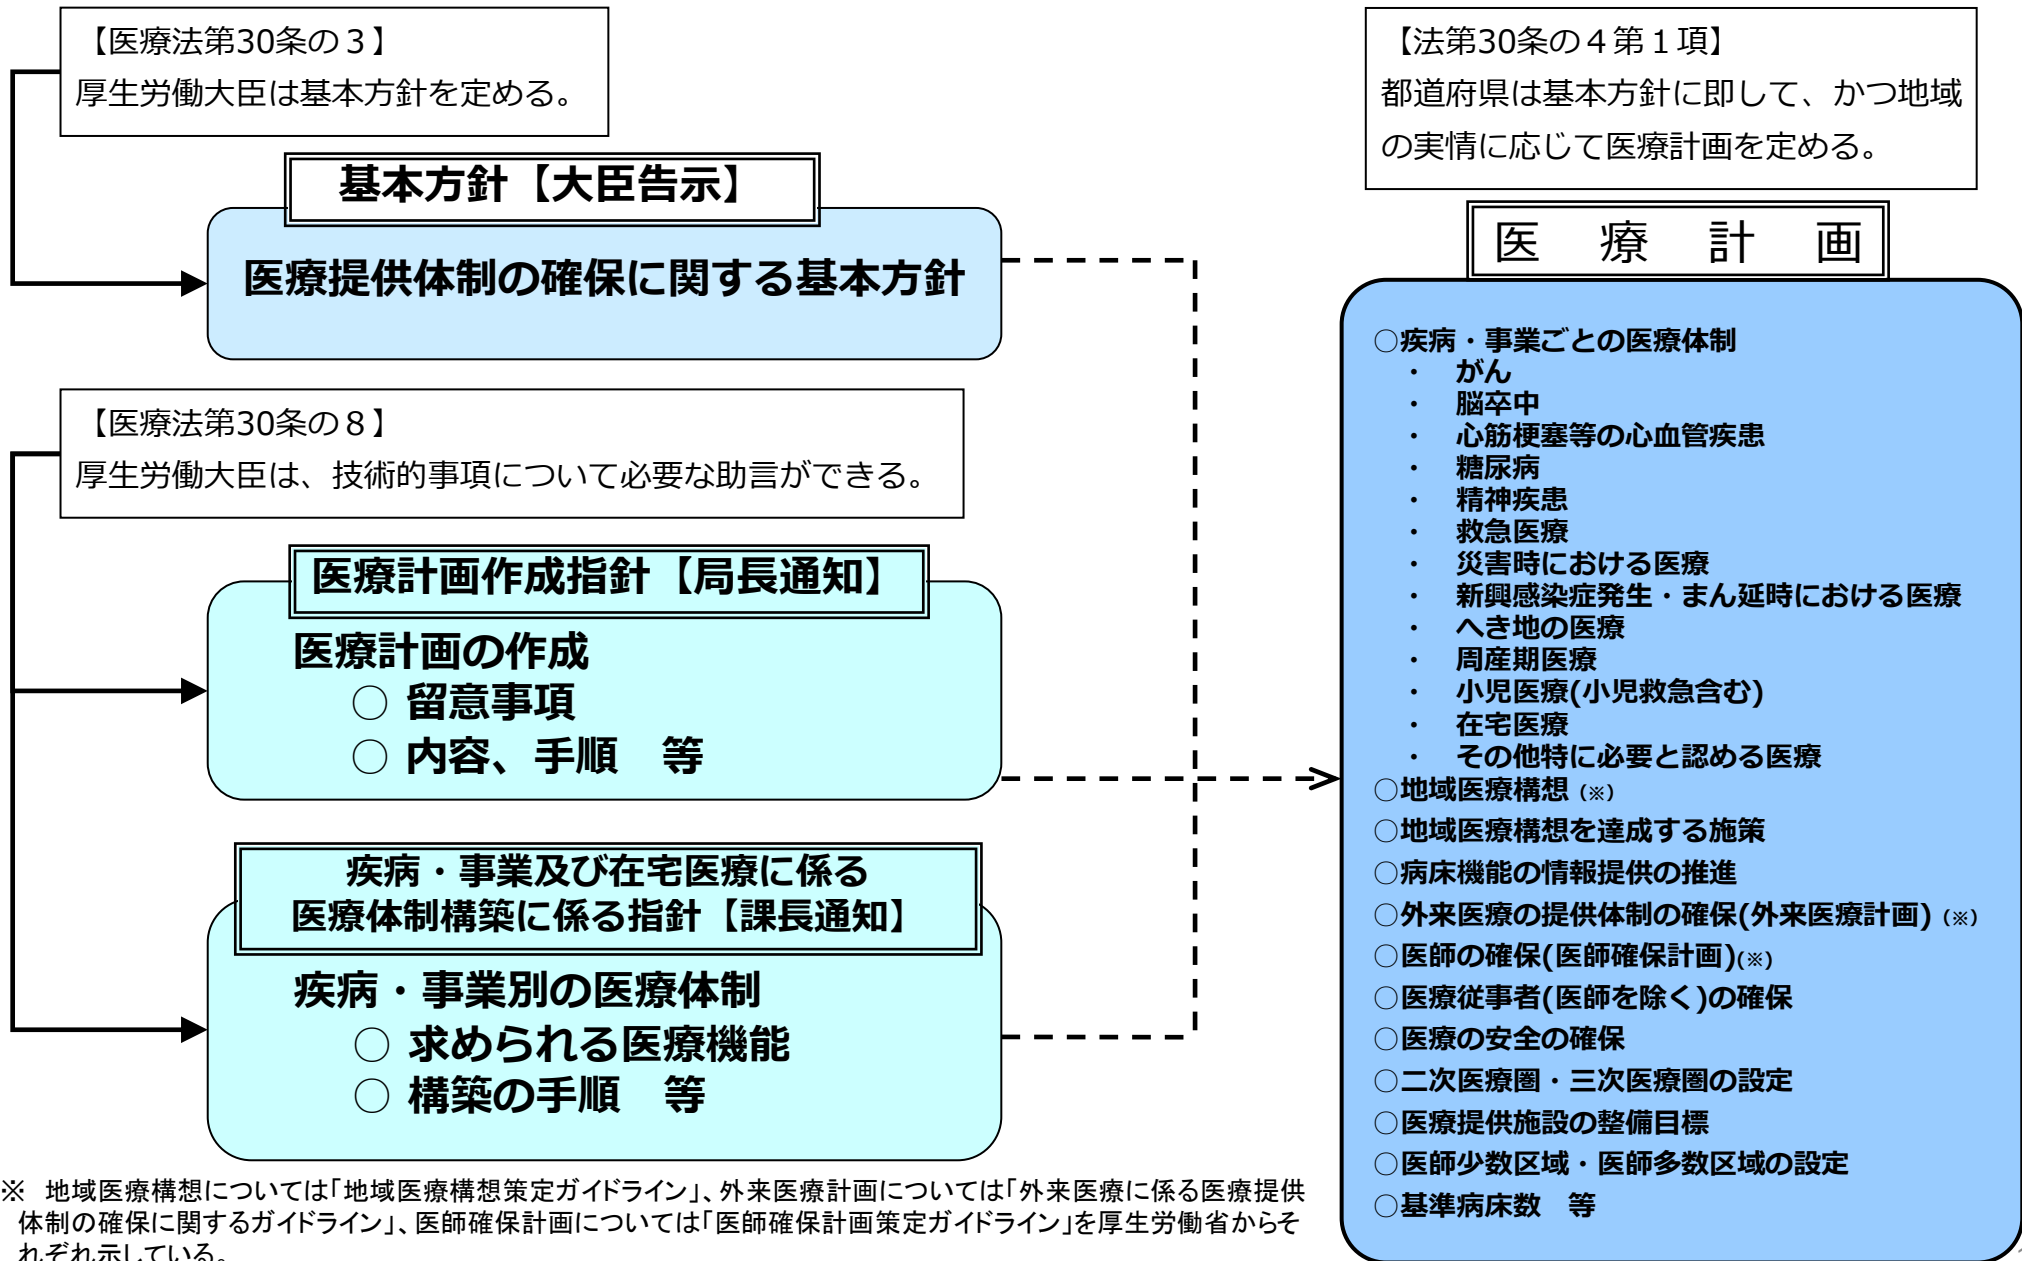 【医療法第30条の３】
厚生労働大臣は基本方針を定める。
基本方針【大臣告示】
医療提供体制の確保に関する基本方針
【医療法第30条の８】
厚生労働大臣は、技術的事項について必要な助言ができる。
医療計画作成指針【局長通知】
医療計画の作成
○ 留意事項
○ 内容、手順　等
疾病・事業及び在宅医療に係る
医療体制構築に係る指針【課長通知】
疾病・事業別の医療体制
○ 求められる医療機能
○ 構築の手順　等
※　地域医療構想については｢地域医療構想策定ガイドライン｣、外来医療計画については｢外来医療に係る医療提供
体制の確保に関するガイドライン｣、医師確保計画については｢医師確保計画策定ガイドライン｣を厚生労働省からそ
れぞれ示している。
【法第30条の４第１項】
都道府県は基本方針に即して、かつ地域
の実情に応じて医療計画を定める。
医　療　計　画
○疾病・事業ごとの医療体制
・　がん
・　脳卒中
・　心筋梗塞等の心血管疾患
・　糖尿病
・　精神疾患
・　救急医療
・　災害時における医療
・　新興感染症発生・まん延時における医療
・　へき地の医療
・　周産期医療
・　小児医療(小児救急含む)
・　在宅医療
・　その他特に必要と認める医療
○地域医療構想（※）
○地域医療構想を達成する施策
○病床機能の情報提供の推進
○外来医療の提供体制の確保(外来医療計画)（※）
○医師の確保(医師確保計画)(※)
○医療従事者(医師を除く)の確保
○医療の安全の確保
○二次医療圏・三次医療圏の設定
○医療提供施設の整備目標
○医師少数区域・医師多数区域の設定
○基準病床数　等